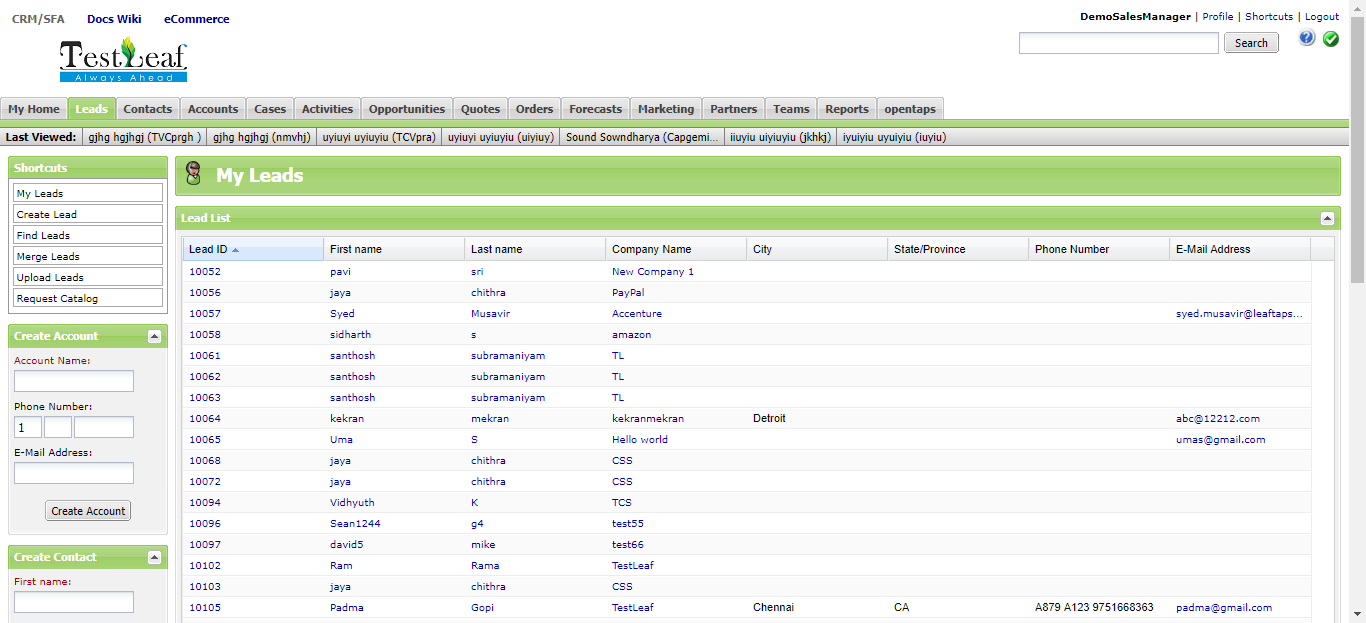 CRM/SFA Docs Wiki eCommerce
DemoSalesManager | Profile | Shortcuts | Logout
TestLeaf
Always Ahead
Search
My Home Leads Contacts Accounts Cases Activities Opportunities Quotes Orders Forecasts Marketing Partners Teams Reports opentaps
Last Viewed: gjhg hgjhgj (TVCprgh ) gjhg hgjhgj (nmvhj) uyiuyi uyiuyiu (TCVpra) uyiuyi uyiuyiu (uiyiuy) Sound Sowndharya (Capgemi... iiuyiu uiyiuyiu (jkhkj) iyuiyiu uyuiyiu (iuyiu)
Shortcuts
My Leads
Create Lead
Find Leads
Merge Leads
Upload Leads
Request Catalog
Create Account
Account Name:
Phone Number:
1
E-Mail Address:
Create Account
Create Contact
First name:
My Leads
Lead List
Lead ID First name Last name Company Name City State/Province Phone Number E-Mail Address
10052 pavi sri New Company 1
10056 jaya chithra PayPal
10057 Syed Musavir Accenture syed.musavir@leaftaps...
10058 sidharth s amazon
10061 santhosh subramaniyam TL
10062 santhosh subramaniyam TL
10063 santhosh subramaniyam TL
10064 kekran mekran kekranmekran Detroit abc@12212.com
10065 Uma S Hello world umas@gmail.com
10068 jaya chithra CSS
10072 jaya chithra CSS
10094 Vidhyuth K TCS
10096 Sean1244 g4 test55
10097 david5 mike test66
10102 Ram Rama TestLeaf
10103 jaya chithra CSS
10105 Padma Gopi TestLeaf Chennai CA A879 A123 9751668363 padma@gmail.com